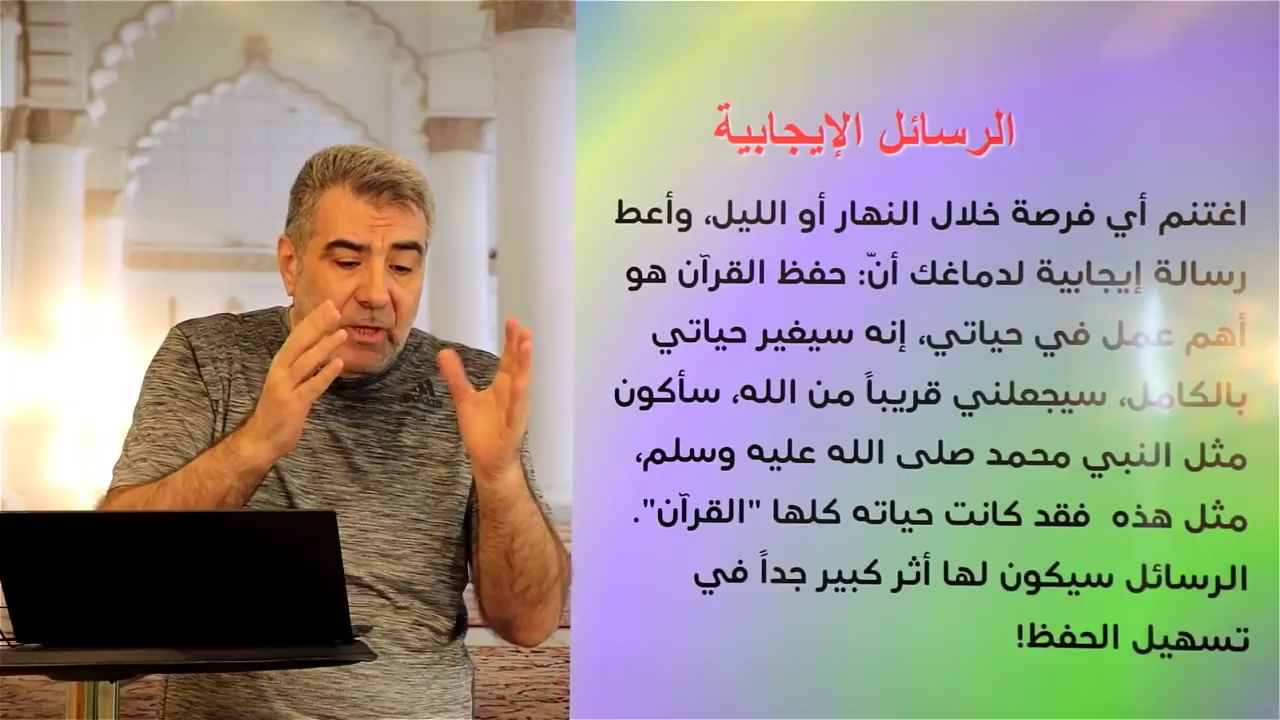 الرسائل الإيجابية
اغتنم أي فرصة خلال النهار أو الليل، وأعط
رسالة إيجابية لدماغك أنّ: حفظ القرآن هو
أهم عمل في حياتي، إنه سيغير حياتي
بالكامل، سيجعلني قريباً من الله، سأكون
مثل النبي محمد صلى الله عليه وسلم،
مثل هذه فقد كانت حياته كلها "القرآن".
الرسائل سيكون لها أثر كبير جداً في
تسهيل الحفظ!
adidas